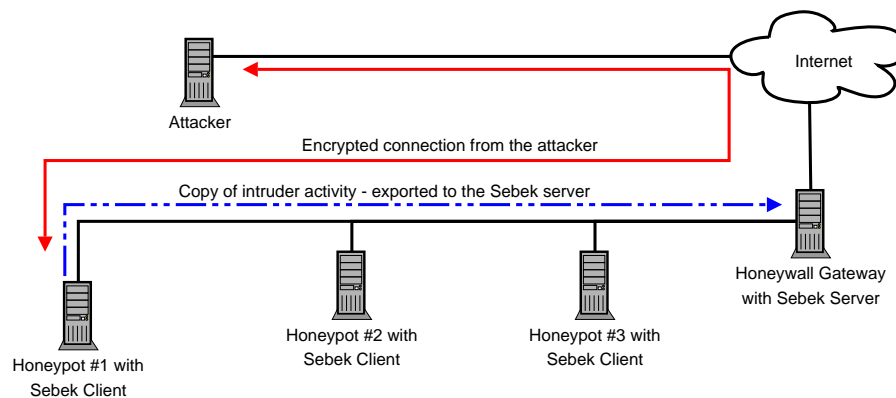 Internet
Attacker
Encrypted connection from the attacker
Copy of intruder activity - exported to the Sebek server
Honeywall Gateway
with Sebek Server
Honeypot #2 with
Sebek Client
Honeypot #3 with
Sebek Client
Honeypot #1 with
Sebek Client